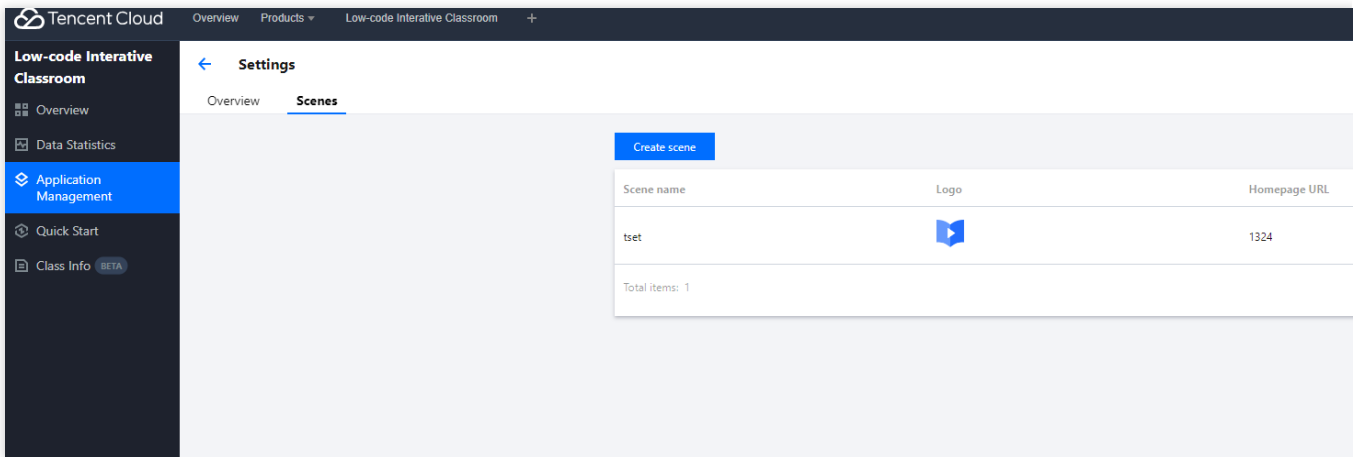 Tencent Cloud Overview Products Low-code Interative Classroom +
Low-code Interative
Classroom
Overview
Data Statistics
Application
Management
Quick Start
Class Info BETA
Settings
Overview Scenes
Create scene
Scene name Logo Homepage URL
tset 1324
Total items: 1